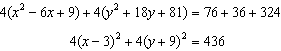 4(x² − 6x + 9) + 4(y² + 18y + 81) = 76 + 36 + 324
4(x − 3)² + 4(y + 9)² = 436